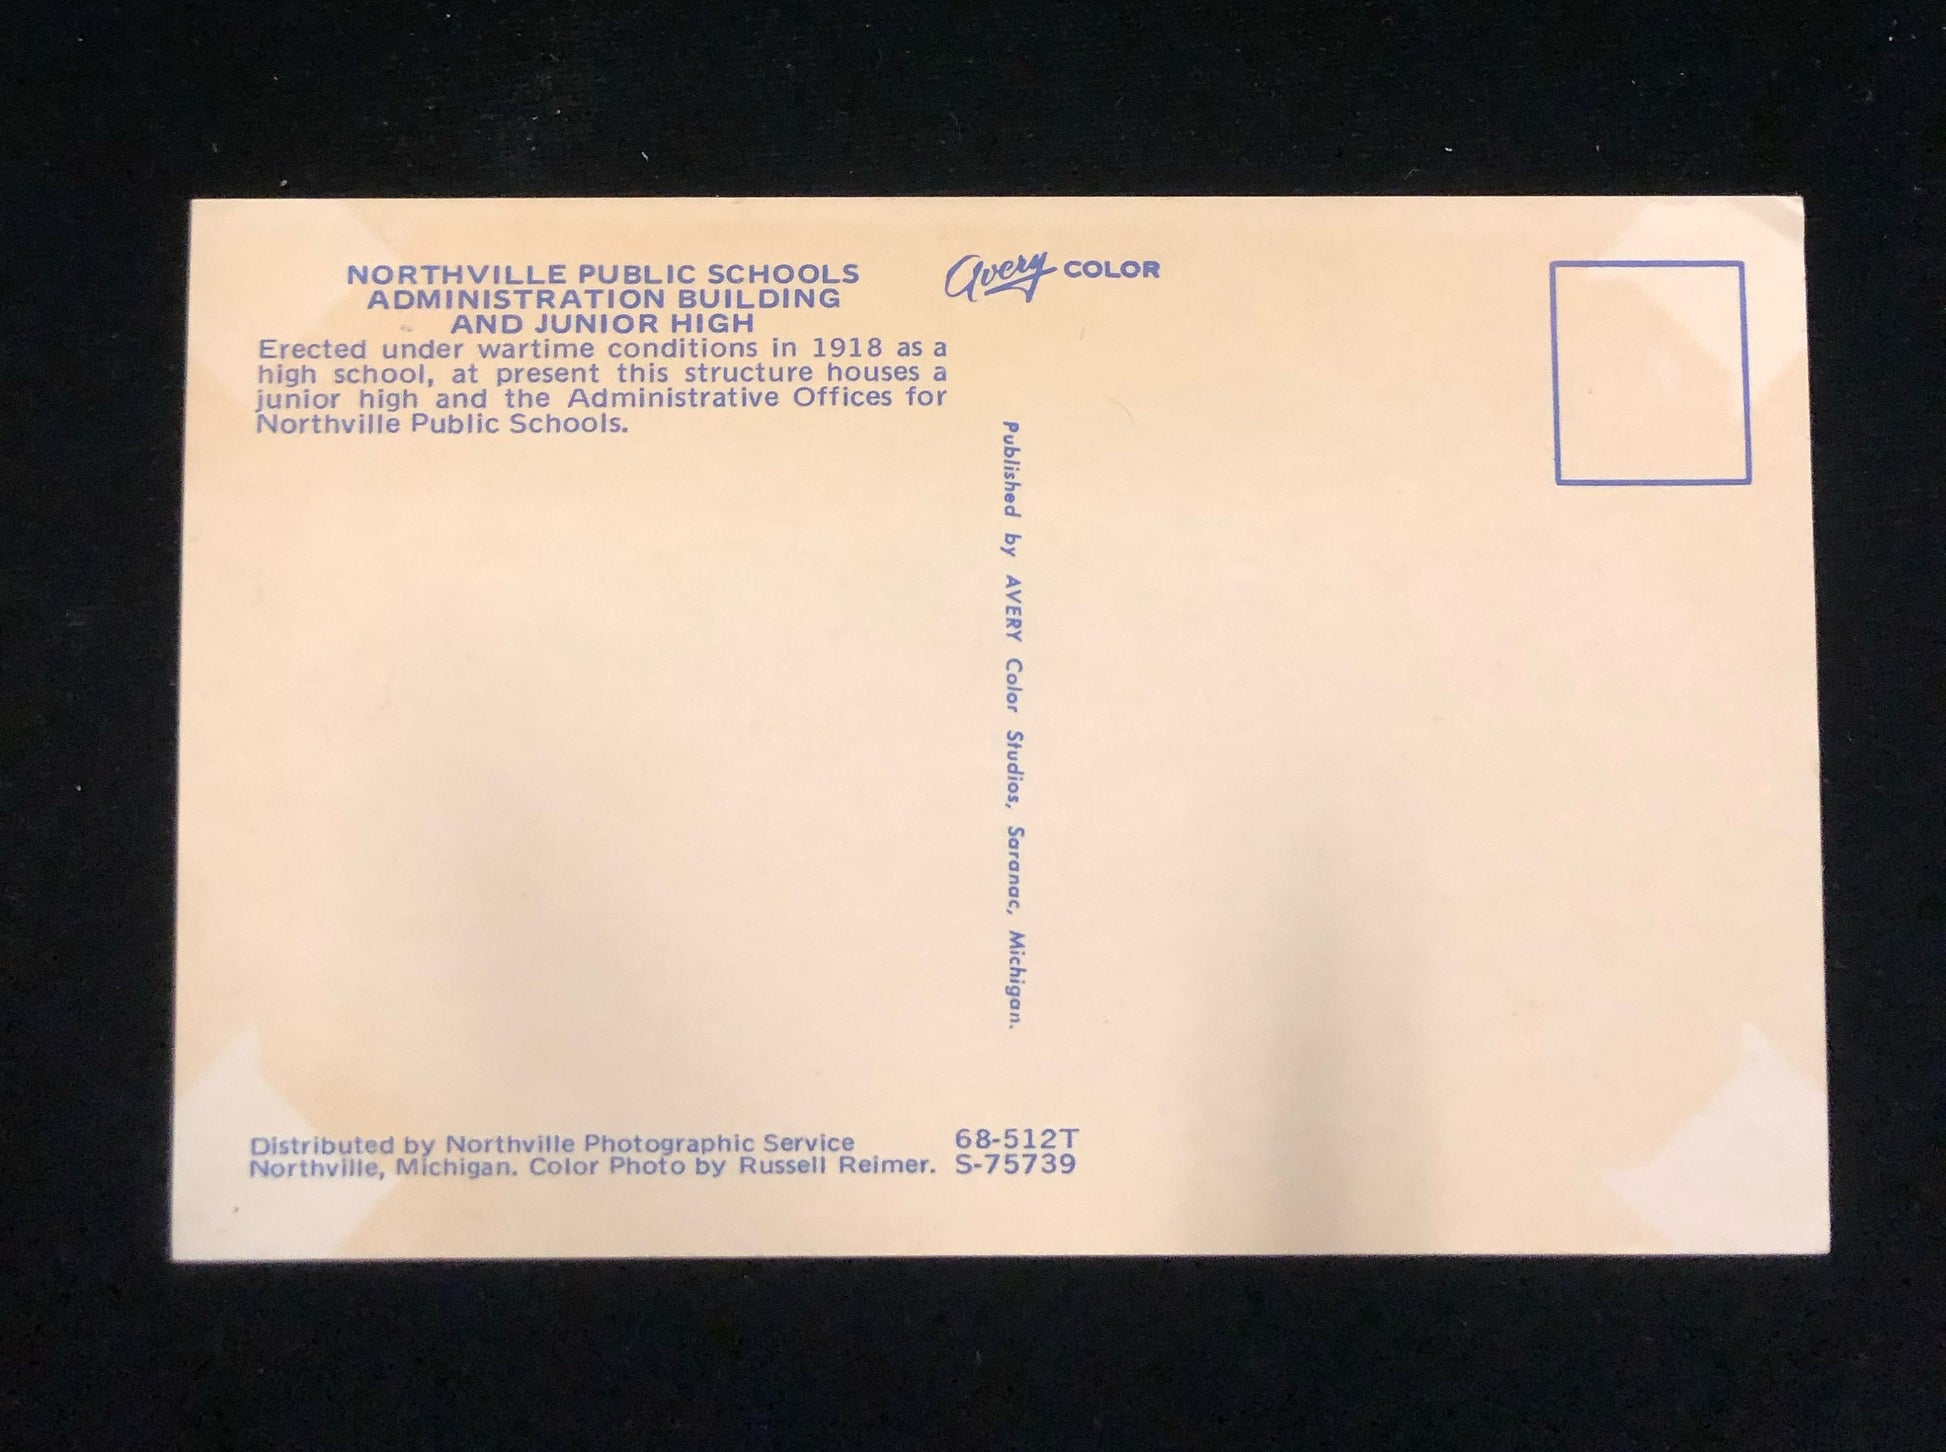 NORTHVILLE PUBLIC SCHOOLS
ADMINISTRATION BUILDING
AND JUNIOR HIGH
Erected under wartime conditions in 1918 as a
high school, at present this structure houses a
junior high and the Administrative Offices for
Northville Public Schools.
Avery COLOR
Published by AVERY Color Studios, Saranac, Michigan.
Distributed by Northville Photographic Service
Northville, Michigan. Color Photo by Russell Reimer.
68-512T
S-75739